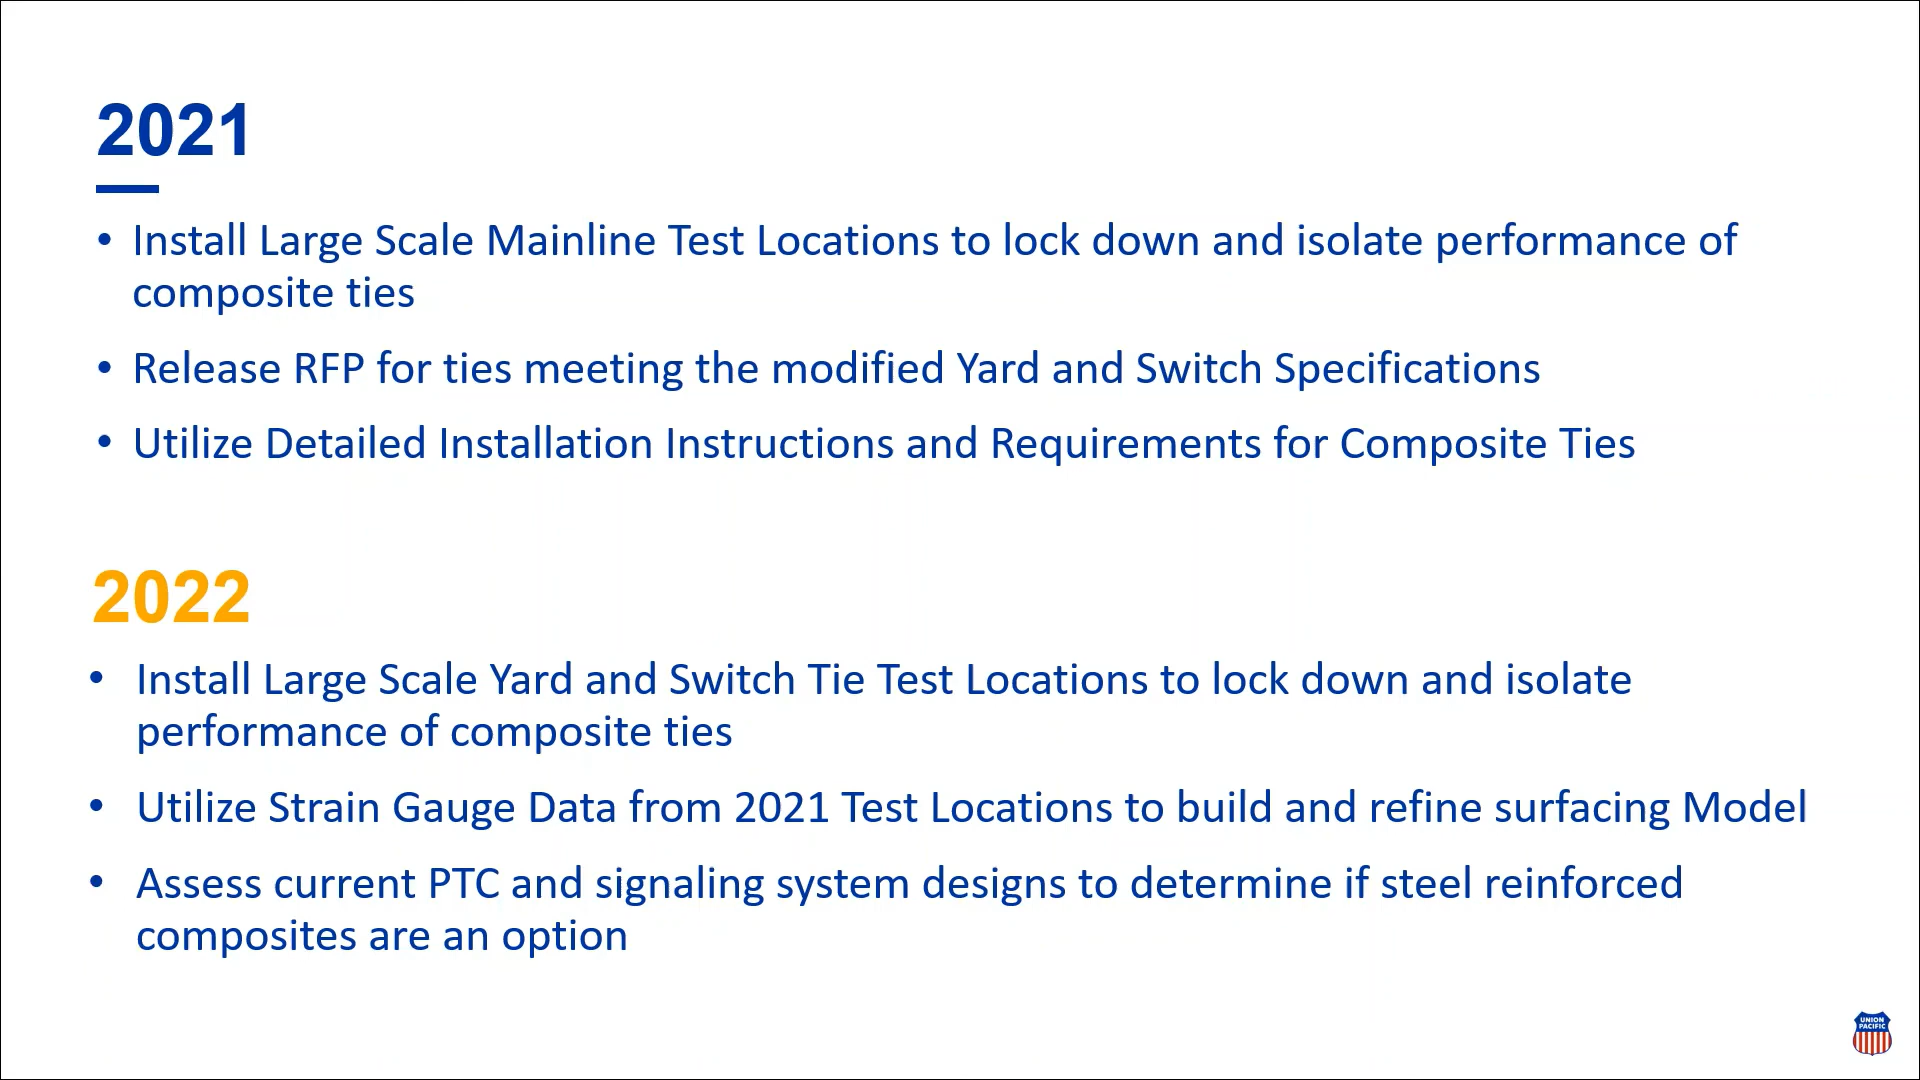 2021
• Install Large Scale Mainline Test Locations to lock down and isolate performance of
composite ties
• Release RFP for ties meeting the modified Yard and Switch Specifications
• Utilize Detailed Installation Instructions and Requirements for Composite Ties
2022
• Install Large Scale Yard and Switch Tie Test Locations to lock down and isolate
performance of composite ties
• Utilize Strain Gauge Data from 2021 Test Locations to build and refine surfacing Model
• Assess current PTC and signaling system designs to determine if steel reinforced
composites are an option
UNION
PACIFIC